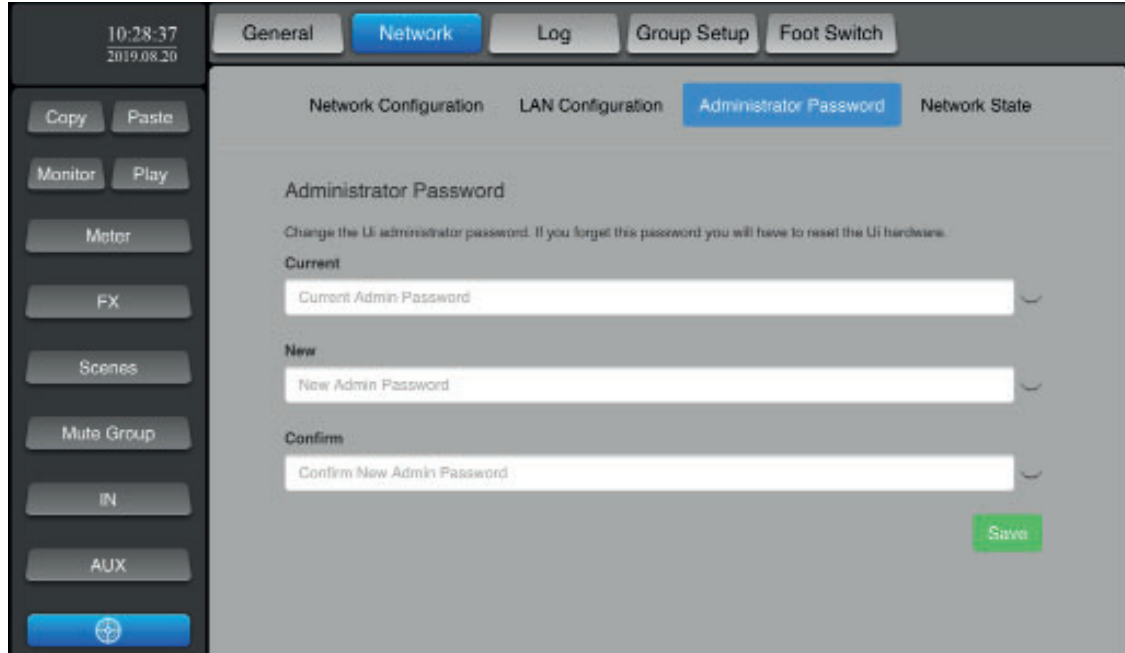 10:28:37
2019.08.20
General Network Log Group Setup Foot Switch
Network Configuration LAN Configuration Administrator Password Network State
Copy Paste
Monitor Play
Meter
FX
Scenes
Mute Group
IN
AUX
Administrator Password
Change the Ui administrator password. If you forget this password you will have to reset the Ui hardware.
Current
Current Admin Password
New
New Admin Password
Confirm
Confirm New Admin Password
Save